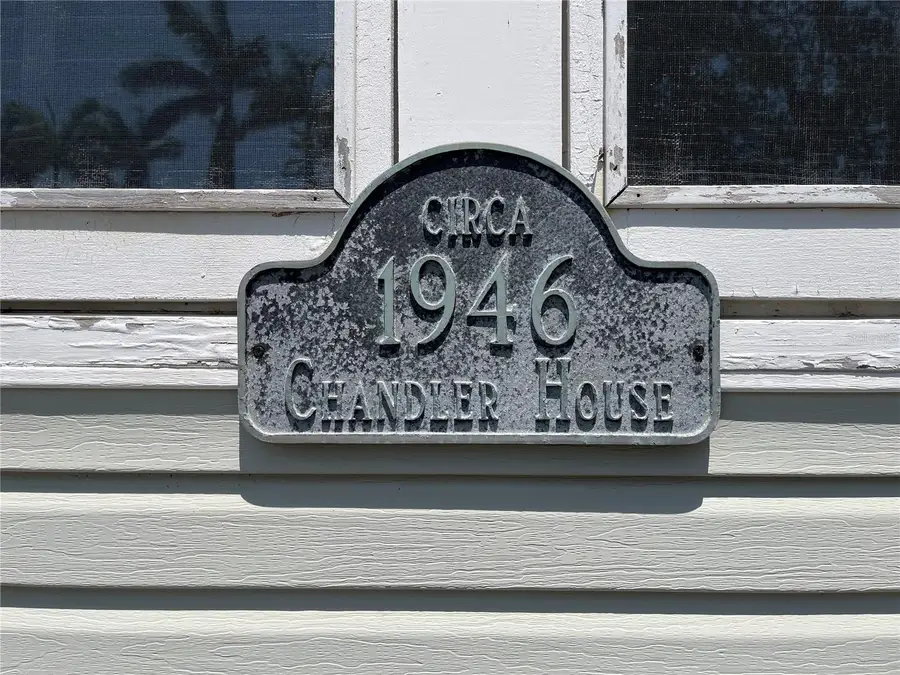 CIRCA
1946
CHANDLER HOUSE